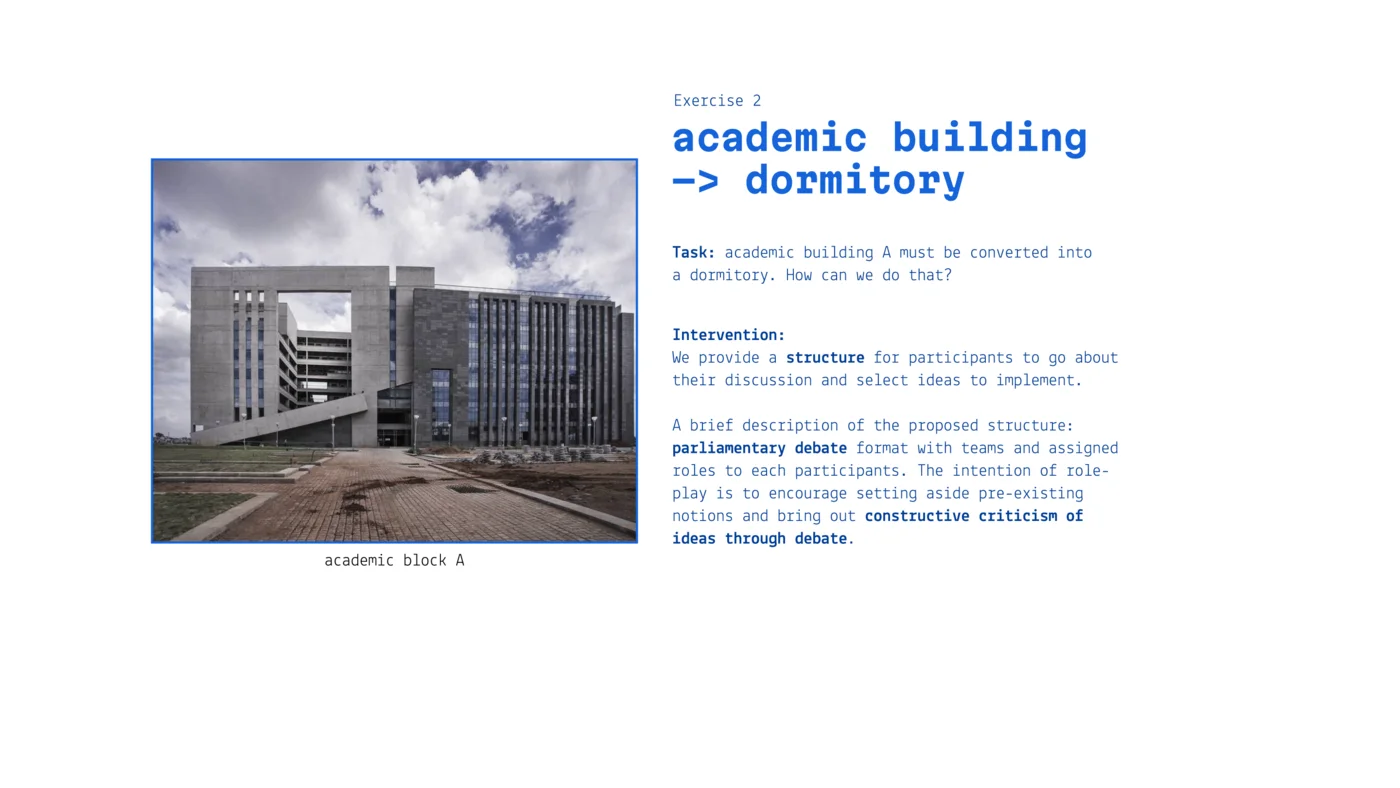 Exercise 2
academic building
—> dormitory
Task: academic building A must be converted into
a dormitory. How can we do that?
Intervention:
We provide a structure for participants to go about
their discussion and select ideas to implement.
A brief description of the proposed structure:
parliamentary debate format with teams and assigned
roles to each participants. The intention of role-
play is to encourage setting aside pre-existing
notions and bring out constructive criticism of
ideas through debate.
academic block A